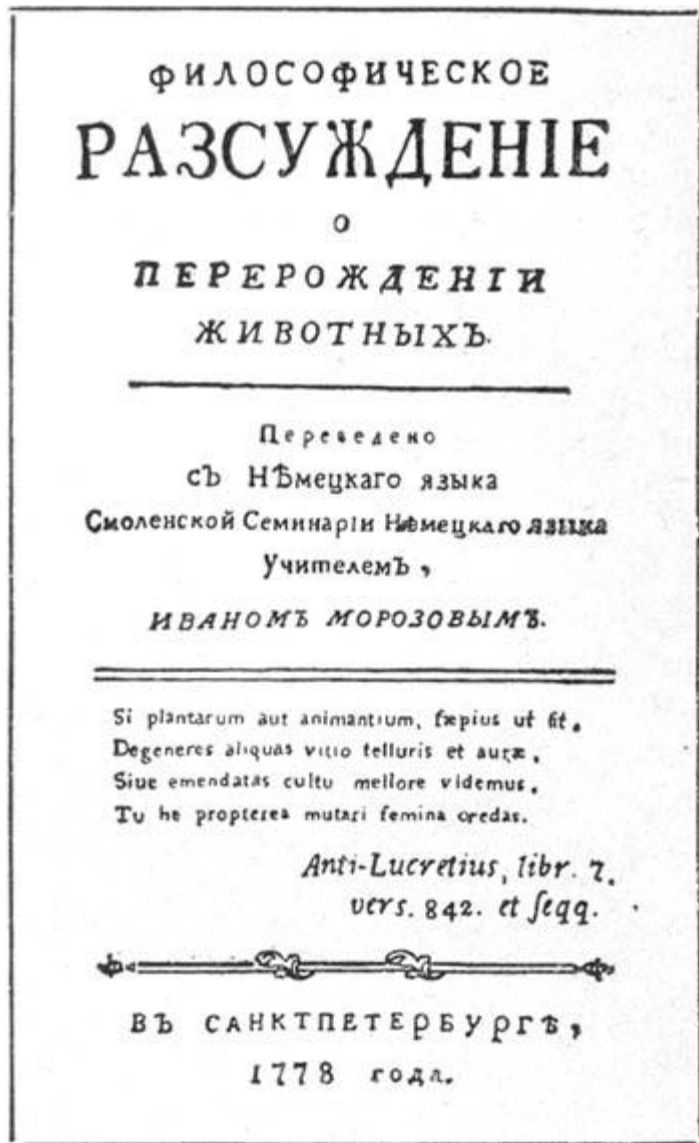 ФИЛОСОФИЧЕСКОЕ
РАЗСУЖДЕНІЕ
О
ПЕРЕРОЖДЕНІИ
ЖИВОТНЫХЪ.
Переведено
съ Нѣмецкаго языка
Смоленской Семинаріи Нѣмецкаго языка
Учителемъ,
ИВАНОМЪ МОРОЗОВЫМЪ.
Si plantarum aut animantium, ſæpius ut fit,
Degeneres aliquas vitio telluris et auræ,
Siue emendatas cultu meliore videmus,
Tu ne propterea mutari ſemina credas.
Anti-Lucretius, libr. 7.
vers. 842. et ſeqq.
ВЪ САНКТПЕТЕРБУРГѢ,
1778 года.